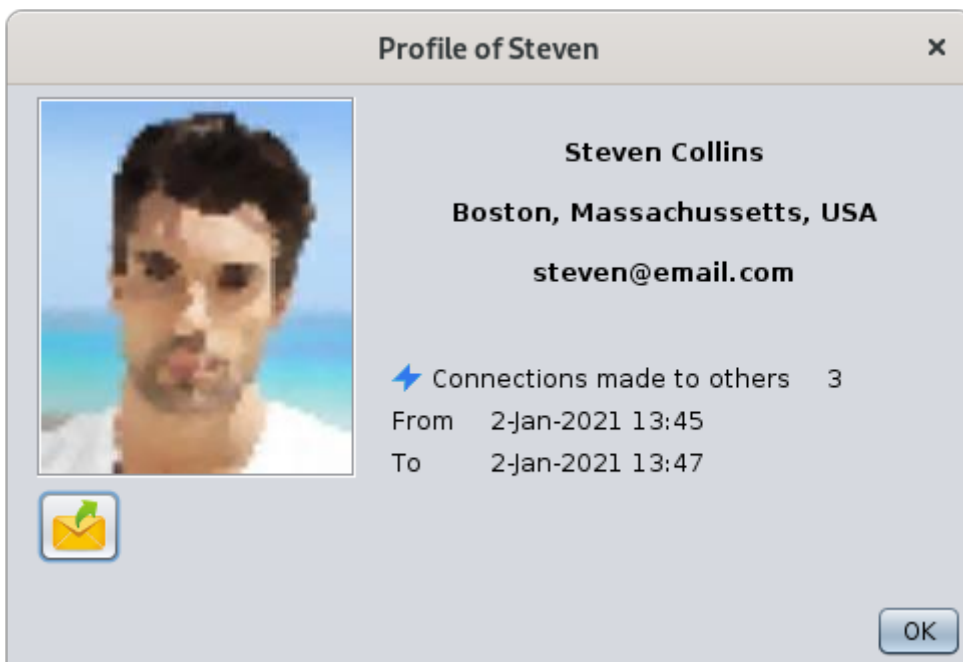 Profile of Steven ×
Steven Collins
Boston, Massachussetts, USA
steven@email.com
Connections made to others 3
From 2-Jan-2021 13:45
To 2-Jan-2021 13:47
OK